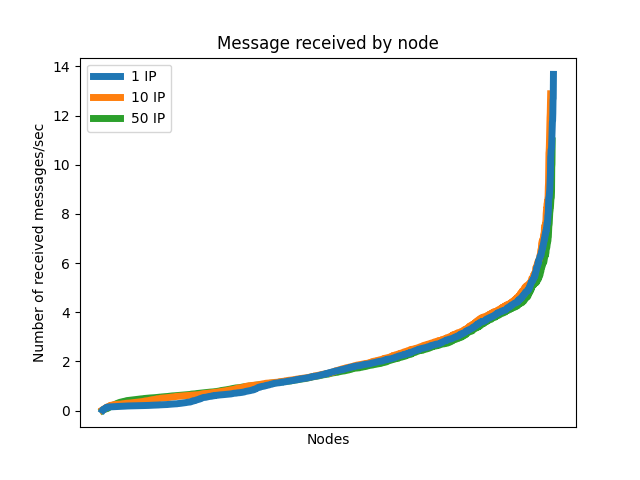 Message received by node
14
12
10
8
6
4
2
0
Number of received messages/sec
1 IP
10 IP
50 IP
Nodes